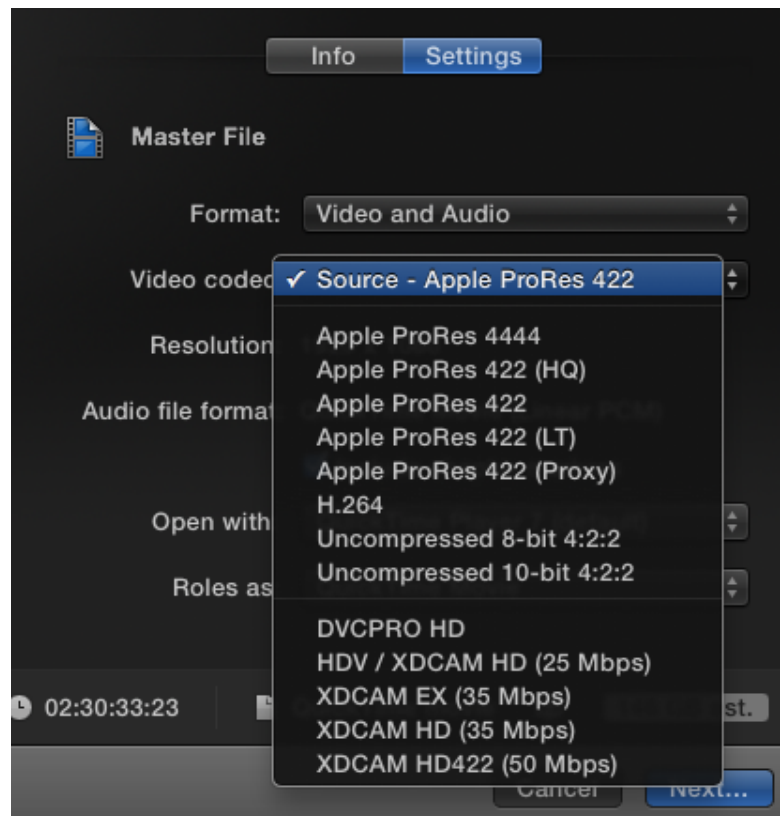 Info Settings
Master File
Format: Video and Audio
Video codec ✓ Source - Apple ProRes 422
Apple ProRes 4444
Resolution
Apple ProRes 422 (HQ)
Apple ProRes 422
Audio file format: near PCM)
Apple ProRes 422 (LT)
Apple ProRes 422 (Proxy)
H.264
Open with
Uncompressed 8-bit 4:2:2
Uncompressed 10-bit 4:2:2
Roles as
DVCPRO HD
HDV / XDCAM HD (25 Mbps)
XDCAM EX (35 Mbps)
02:30:33:23 st.
XDCAM HD (35 Mbps)
XDCAM HD422 (50 Mbps)
Cancel Next...